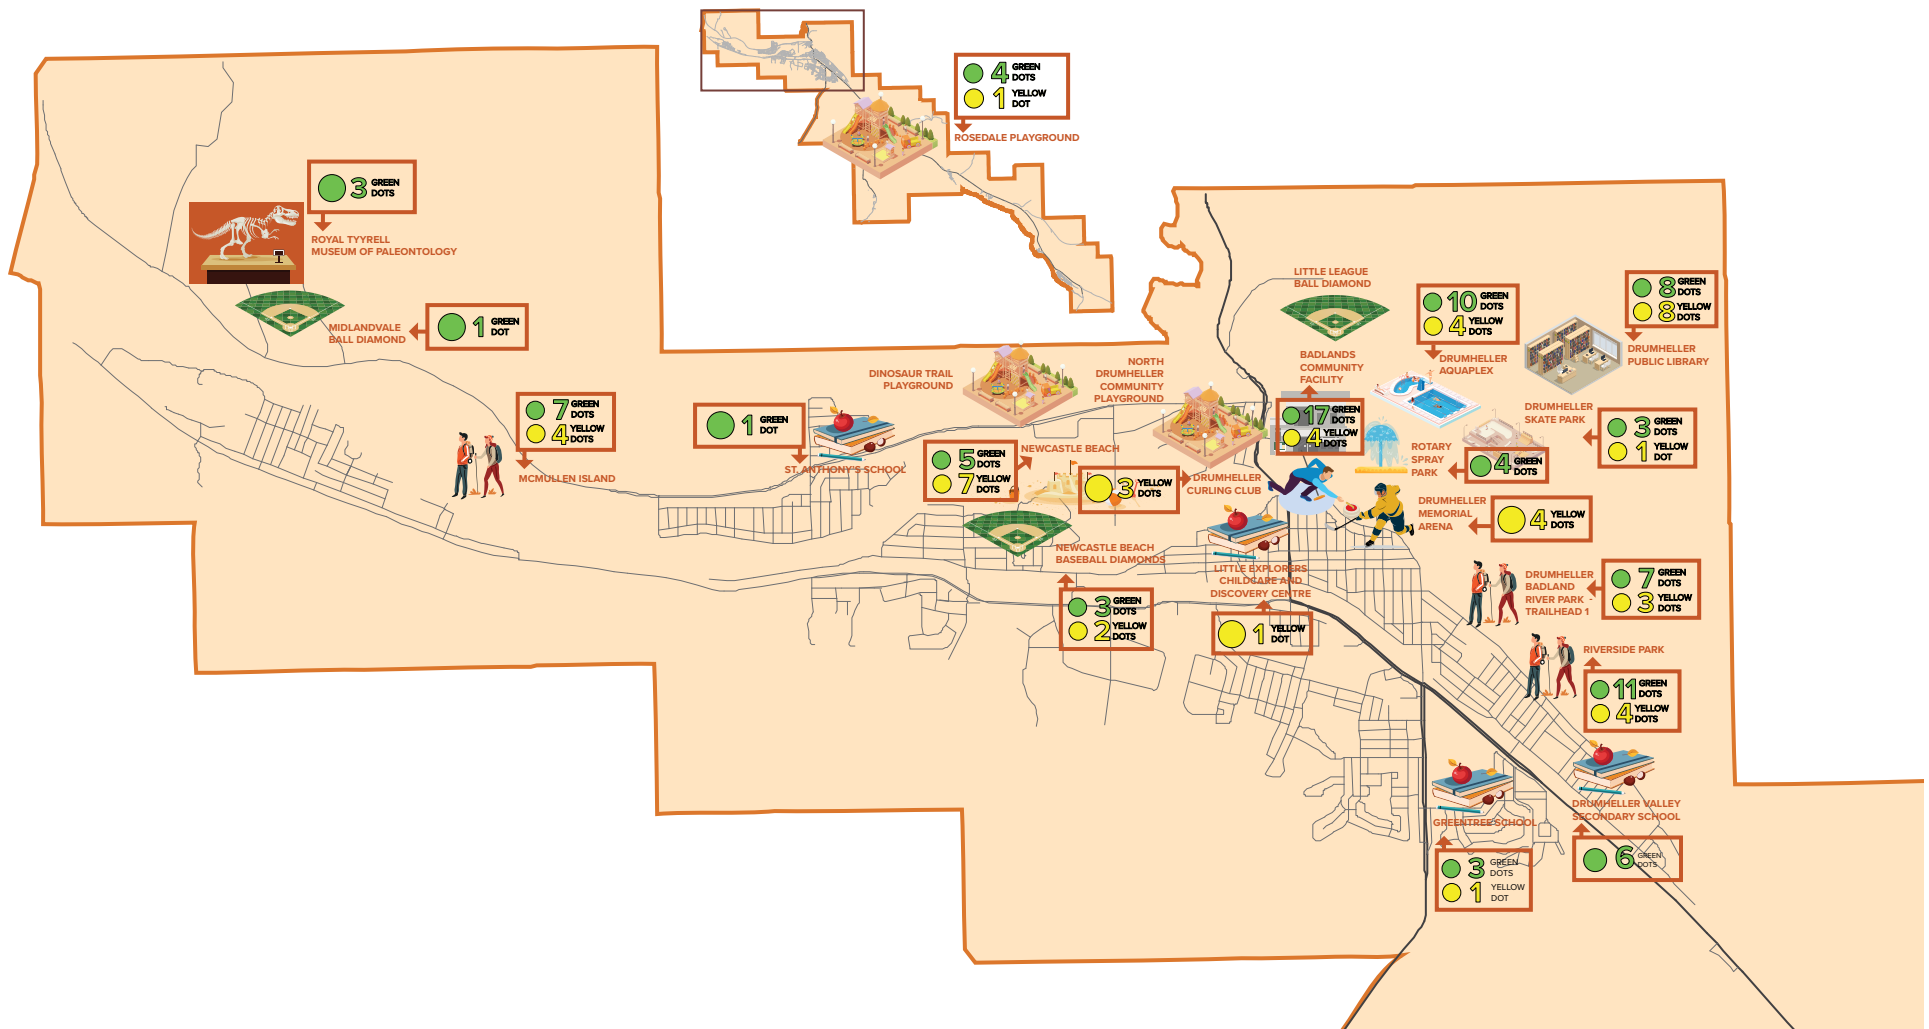 4 GREEN
DOTS
1 YELLOW
DOT
ROSEDALE PLAYGROUND
3 GREEN
DOTS
ROYAL TYYRELL
MUSEUM OF PALEONTOLOGY
MIDLANDVALE
BALL DIAMOND
1 GREEN
DOT
7 GREEN
DOTS
4 YELLOW
DOTS
MCMULLEN ISLAND
1 GREEN
DOT
ST. ANTHONY'S SCHOOL
DINOSAUR TRAIL
PLAYGROUND
NORTH
DRUMHELLER
COMMUNITY
PLAYGROUND
5 GREEN
DOTS
7 YELLOW
DOTS
NEWCASTLE BEACH
3 YELLOW
DOTS
DRUMHELLER
CURLING CLUB
NEWCASTLE BEACH
BASEBALL DIAMONDS
3 GREEN
DOTS
2 YELLOW
DOTS
LITTLE EXPLORERS
CHILDCARE AND
DISCOVERY CENTRE
1 YELLOW
DOT
LITTLE LEAGUE
BALL DIAMOND
BADLANDS
COMMUNITY
FACILITY
17 GREEN
DOTS
4 YELLOW
DOTS
10 GREEN
DOTS
4 YELLOW
DOTS
DRUMHELLER
AQUAPLEX
8 GREEN
DOTS
8 YELLOW
DOTS
DRUMHELLER
PUBLIC LIBRARY
DRUMHELLER
SKATE PARK
3 GREEN
DOTS
1 YELLOW
DOT
ROTARY
SPRAY
PARK
4 GREEN
DOTS
DRUMHELLER
MEMORIAL
ARENA
4 YELLOW
DOTS
DRUMHELLER
BADLAND
RIVER PARK -
TRAILHEAD 1
7 GREEN
DOTS
3 YELLOW
DOTS
RIVERSIDE PARK
11 GREEN
DOTS
4 YELLOW
DOTS
DRUMHELLER VALLEY
SECONDARY SCHOOL
6 GREEN
DOTS
GREENTREE SCHOOL
3 GREEN
DOTS
1 YELLOW
DOT